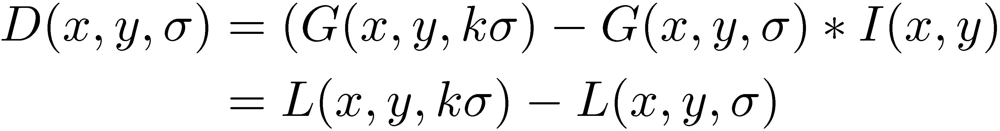 D(x, y, σ) = (G(x, y, kσ) − G(x, y, σ) ∗ I(x, y)
= L(x, y, kσ) − L(x, y, σ)